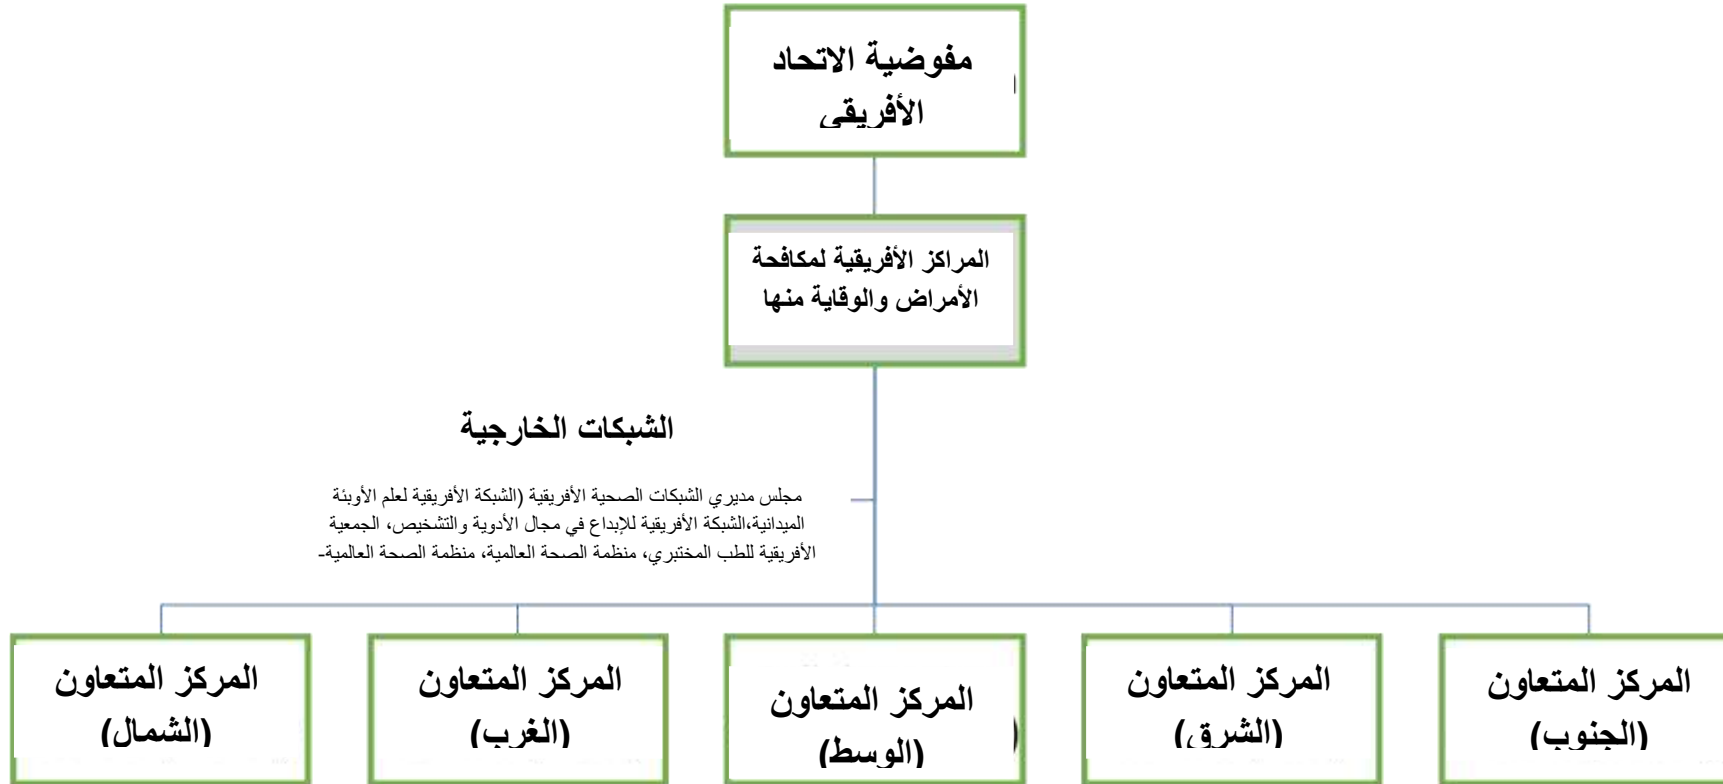 مفوضية الاتحاد
الأفريقي
المراكز الأفريقية لمكافحة
الأمراض والوقاية منها
الشبكات الخارجية
مجلس مديري الشبكات الصحية الأفريقية (الشبكة الأفريقية لعلم الأوبئة
الميدانية،الشبكة الأفريقية للإبداع في مجال الأدوية والتشخيص، الجمعية
الأفريقية للطب المختبري، منظمة الصحة العالمية، منظمة الصحة العالمية-
المركز المتعاون
(الجنوب)
المركز المتعاون
(الشرق)
المركز المتعاون
(الوسط)
المركز المتعاون
(الغرب)
المركز المتعاون
(الشمال)